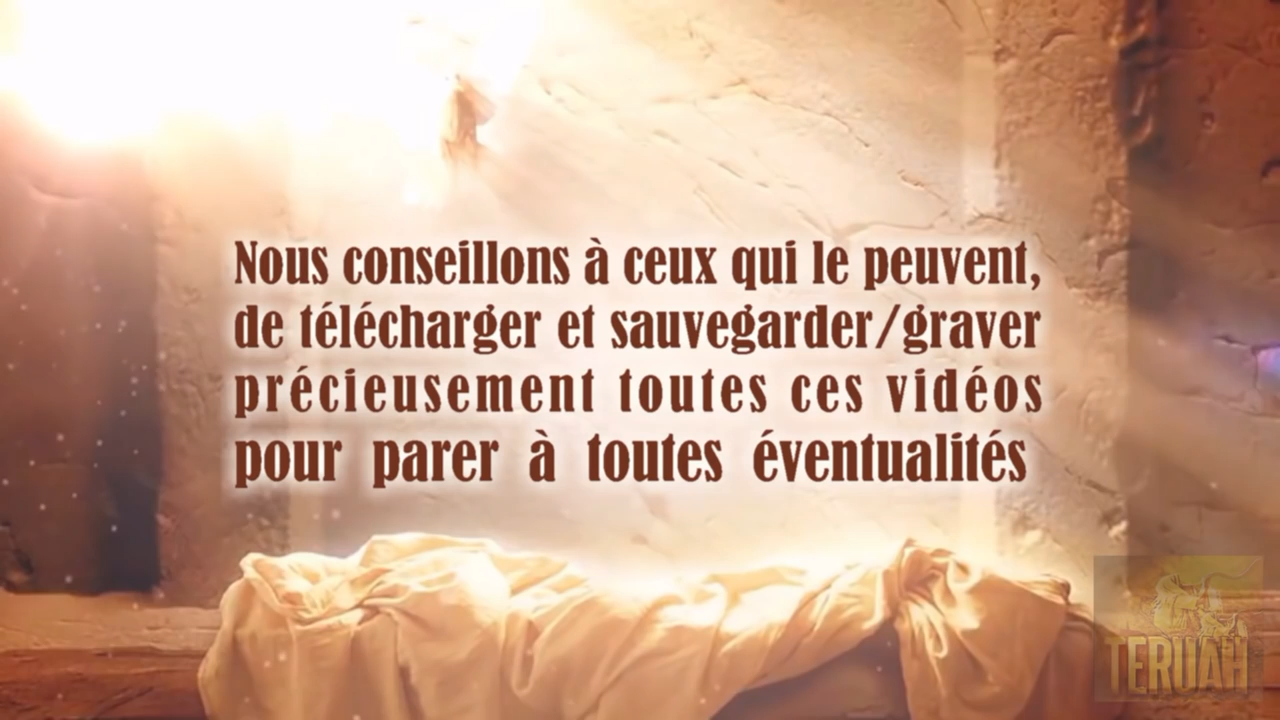 Nous conseillons à ceux qui le peuvent,
de télécharger et sauvegarder/graver
précieusement toutes ces vidéos
pour parer à toutes éventualités
TERUAH